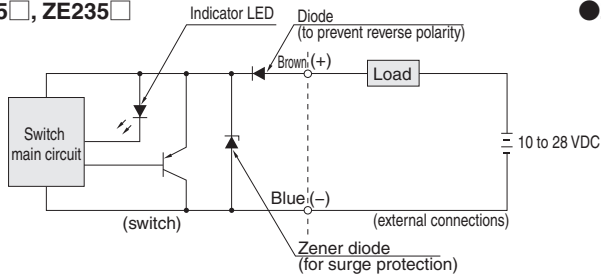 5□, ZE235□
Indicator LED
Diode
(to prevent reverse polarity)
Brown (+)
Load
Switch
main circuit
10 to 28 VDC
Blue (–)
(switch)
(external connections)
Zener diode
(for surge protection)